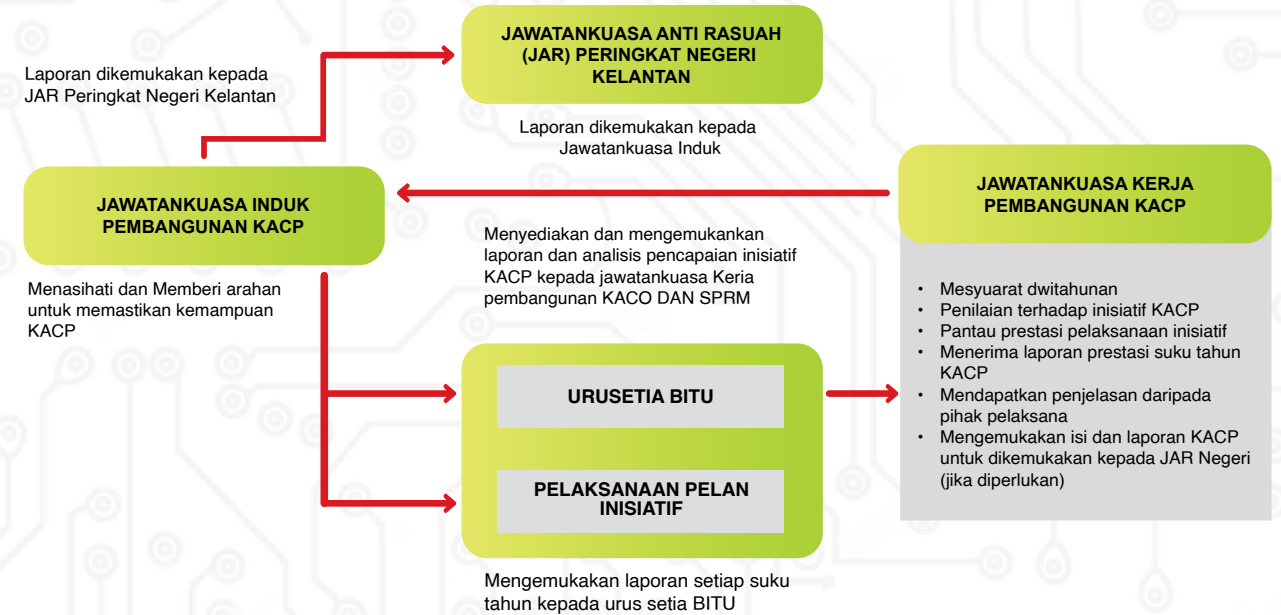 JAWATANKUASA ANTI RASUAH
(JAR) PERINGKAT NEGERI
KELANTAN
Laporan dikemukakan kepada
JAR Peringkat Negeri Kelantan
Laporan dikemukakan kepada
Jawatankuasa Induk
JAWATANKUASA INDUK
PEMBANGUNAN KACP
JAWATANKUASA KERJA
PEMBANGUNAN KACP
Menasihati dan Memberi arahan
untuk memastikan kemampuan
KACP
Menyediakan dan mengemukankan
laporan dan analisis pencapaian inisiatif
KACP kepada jawatankuasa Keria
pembangunan KACO DAN SPRM
• Mesyuarat dwitahunan
• Penilaian terhadap inisiatif KACP
• Pantau prestasi pelaksanaan inisiatif
• Menerima laporan prestasi suku tahun
KACP
• Mendapatkan penjelasan daripada
pihak pelaksana
• Mengemukakan isi dan laporan KACP
untuk dikemukakan kepada JAR Negeri
(jika diperlukan)
URUSETIA BITU
PELAKSANAAN PELAN
INISIATIF
Mengemukakan laporan setiap suku
tahun kepada urus setia BITU